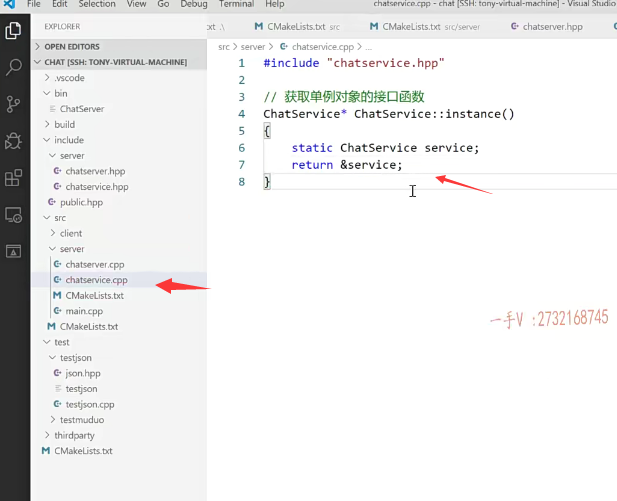 File Edit Selection View Go Debug Terminal Help chatservice.cpp - chat [SSH: tony-virtual-machine] - Visual Studio
EXPLORER
OPEN EDITORS
CHAT [SSH: TONY-VIRTUAL-MACHINE]
.vscode
bin
ChatServer
build
include
server
chatserver.hpp
chatservice.hpp
public.hpp
src
client
server
chatserver.cpp
chatservice.cpp
CMakeLists.txt
main.cpp
CMakeLists.txt
test
testjson
json.hpp
testjson
testjson.cpp
testmuduo
thirdparty
CMakeLists.txt
txt .\ CMakeLists.txt src CMakeLists.txt src/server chatserver.hpp
src > server > chatservice.cpp > ...
1 #include "chatservice.hpp"
2
3 // 获取单例对象的接口函数
4 ChatService* ChatService::instance()
5 {
6 static ChatService service;
7 return &service;
8 }
一手V :2732168745